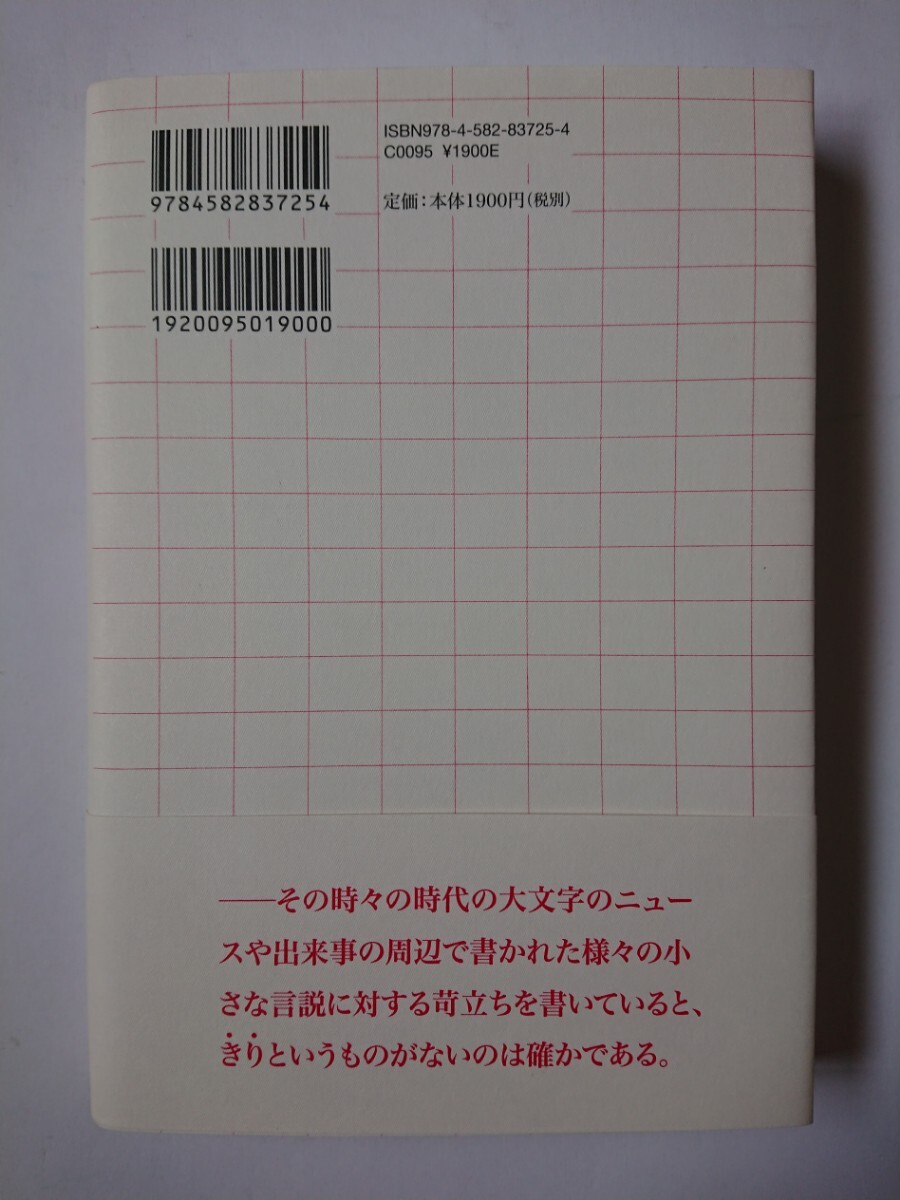 ISBN978-4-582-83725-4
C0095 ¥1900E
定価：本体1900円（税別）
9784582837254
1920095019000
――その時々の時代の大文字のニュー
スや出来事の周辺で書かれた様々の小
さな言説に対する苛立ちを書いていると、
きりというものがないのは確かである。